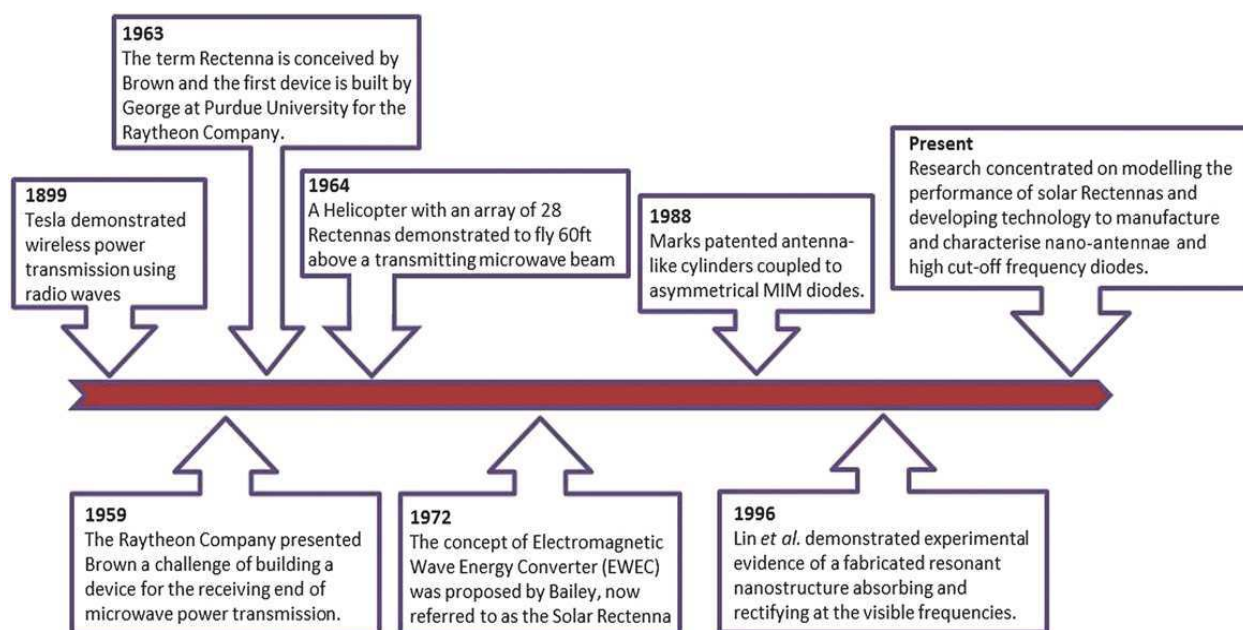 1963
The term Rectenna is conceived by
Brown and the first device is built by
George at Purdue University for the
Raytheon Company.
Present
Research concentrated on modelling the
performance of solar Rectennas and
developing technology to manufacture
and characterise nano-antennae and
high cut-off frequency diodes.
1899
Tesla demonstrated
wireless power
transmission using
radio waves
1964
A Helicopter with an array of 28
Rectennas demonstrated to fly 60ft
above a transmitting microwave beam
1988
Marks patented antenna-
like cylinders coupled to
asymmetrical MIM diodes.
1959
The Raytheon Company presented
Brown a challenge of building a
device for the receiving end of
microwave power transmission.
1972
The concept of Electromagnetic
Wave Energy Converter (EWEC)
was proposed by Bailey, now
referred to as the Solar Rectenna
1996
Lin et al. demonstrated experimental
evidence of a fabricated resonant
nanostructure absorbing and
rectifying at the visible frequencies.